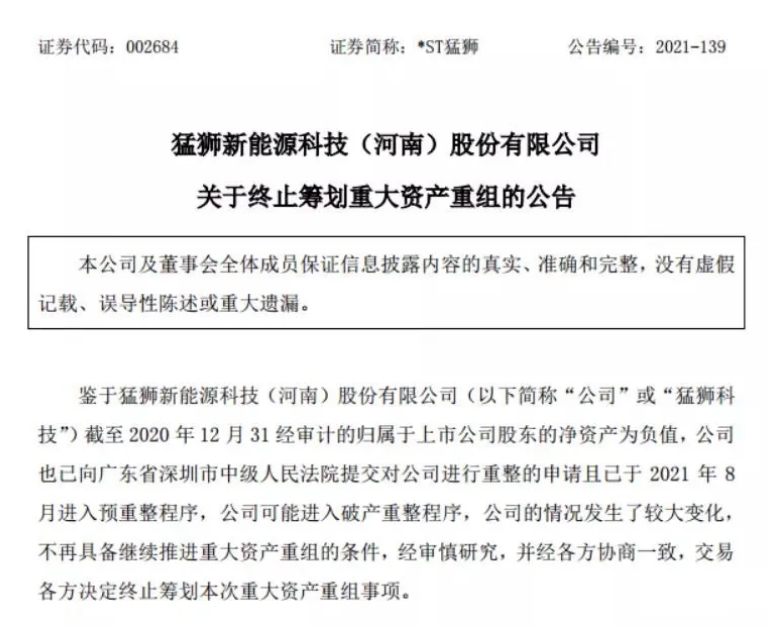 证券代码：002684 证券简称：*ST猛狮 公告编号：2021-139
猛狮新能源科技（河南）股份有限公司
关于终止筹划重大资产重组的公告
本公司及董事会全体成员保证信息披露内容的真实、准确和完整，没有虚假
记载、误导性陈述或重大遗漏。
鉴于猛狮新能源科技（河南）股份有限公司（以下简称“公司”或“猛狮科
技”）截至 2020 年 12 月 31 经审计的归属于上市公司股东的净资产为负值，公司
也已向广东省深圳市中级人民法院提交对公司进行重整的申请且已于 2021 年 8
月进入预重整程序，公司可能进入破产重整程序，公司的情况发生了较大变化，
不再具备继续推进重大资产重组的条件，经审慎研究，并经各方协商一致，交易
各方决定终止筹划本次重大资产重组事项。